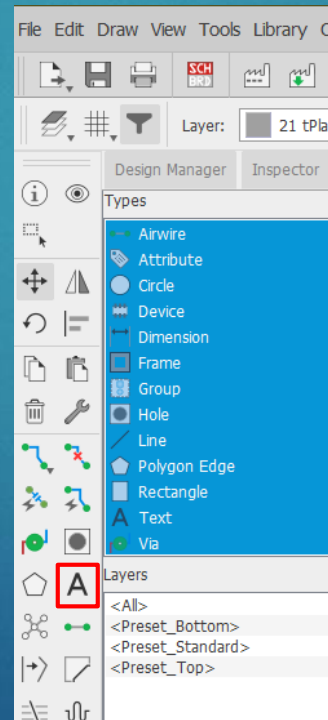 File Edit Draw View Tools Library
SCH
BRD
Layer: 21 tPla
Design Manager Inspector
Types
Airwire
Attribute
Circle
Device
Dimension
Frame
Group
Hole
Line
Polygon Edge
Rectangle
Text
Via
A
Layers
<All>
<Preset_Bottom>
<Preset_Standard>
<Preset_Top>